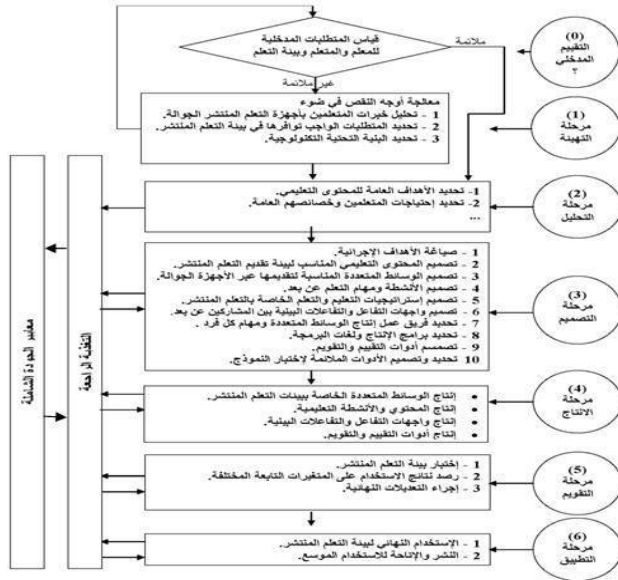 (0)
التقييم
المدخلي
؟
قياس المتطلبات المدخلية
للمعلم والمتعلم وبيئة التعلم
ملائمة
غير ملائمة
(1)
مرحلة
التهيئة
معالجة أوجه النقص في ضوء
1 - تحليل خبرات المتعلمين بأجهزة التعلم المنتشر الجوالة.
2 - تحديد المتطلبات الواجب توافرها في بيئة التعلم المنتشر.
3 - تحديد البنية التحتية التكنولوجية.
(2)
مرحلة
التحليل
1- تحديد الأهداف العامة للمحتوى التعليمي.
2- تحديد إحتياجات المتعلمين وخصائصهم العامة.
...
(3)
مرحلة
التصميم
1 - صياغة الأهداف الإجرائية.
2 - تصميم المحتوى التعليمي المناسب لبيئة تقديم التعلم المنتشر.
3 - تصميم الوسائط المتعددة المناسبة لتقديمها عبر الأجهزة الجوالة.
4 - تصميم الأنشطة ومهام التعلم عن بعد.
5 - تصميم إستراتيجيات التعليم والتعلم الخاصة بالتعلم المنتشر.
6 - تصميم واجهات التفاعل والتفاعلات البينية بين المشاركين عن بعد.
7 - تحديد فريق عمل إنتاج الوسائط المتعددة ومهام كل فرد .
8 - تحديد برامج الإنتاج ولغات البرمجة.
9 - تصمسم أدوات التقييم والتقويم.
10 تحديد وتصميم الأدوات الملائمة لإختبار النموذج.
(4)
مرحلة
الانتاج
• إنتاج الوسائط المتعددة الخاصة ببيئات التعلم المنتشر.
• إنتاج المحتوي والأنشطة التعليمية.
• إنتاج واجهات التفاعل والتفاعلات البينية.
• إنتاج أدوات التقييم والتقويم.
(5)
مرحلة
التقويم
1 - إختبار بيئة التعلم المنتشر.
2 - رصد نتائج الاستخدام على المتغيرات التابعة المختلفة.
3 - إجراء التعديلات النهائية.
(6)
مرحلة
التطبيق
1 - الإستخدام النهائي لبيئة التعلم المنتشر.
2 - النشر والإتاحة للاستخدام الموسع.
التغذية الراجعة
معايير الجودة الشاملة